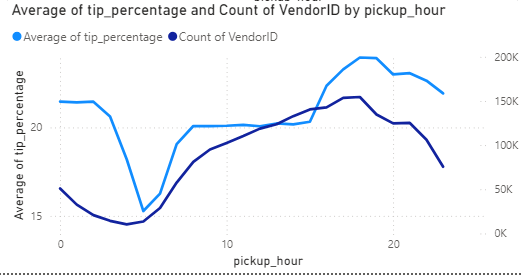 Average of tip_percentage and Count of VendorID by pickup_hour
Average of tip_percentage Count of VendorID
Average of tip_percentage
20
15
200K
150K
100K
50K
0K
0 10 20
pickup_hour